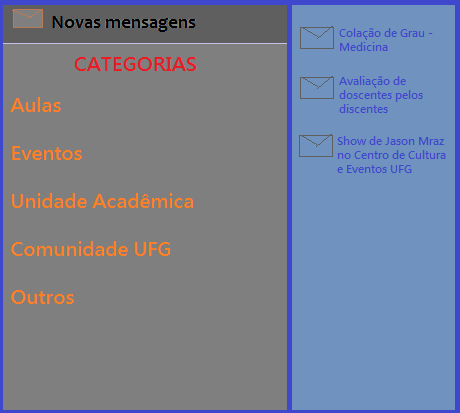 Novas mensagens
CATEGORIAS
Aulas
Eventos
Unidade Acadêmica
Comunidade UFG
Outros
Colação de Grau -
Medicina
Avaliação de
doscentes pelos
discentes
Show de Jason Mraz
no Centro de Cultura
e Eventos UFG